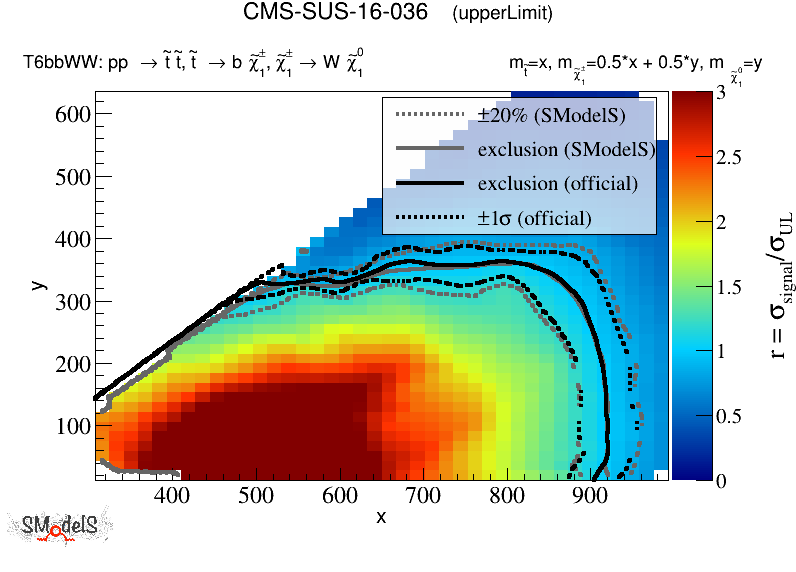 CMS-SUS-16-036 (upperLimit)
T6bbWW: pp → t̃ t̃, t̃ → b χ̃₁±, χ̃₁± → W χ̃₁⁰
m_t̃=x, m_χ̃₁±=0.5*x + 0.5*y, m_χ̃₁⁰=y
±20% (SModelS)
exclusion (SModelS)
exclusion (official)
±1σ (official)
y
600
500
400
300
200
100
400 500 600 700 800 900
x
3
2.5
2
1.5
1
0.5
0
r = σ_signal/σ_UL
SModelS